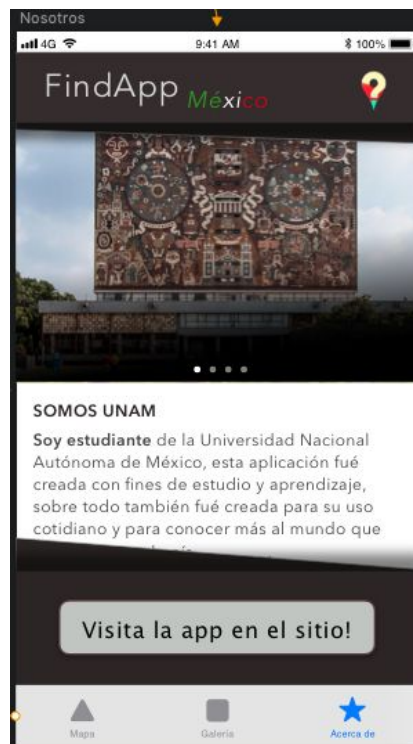 Nosotros
4G 9:41 AM 100%
FindApp México
SOMOS UNAM
Soy estudiante de la Universidad Nacional
Autónoma de México, esta aplicación fué
creada con fines de estudio y aprendizaje,
sobre todo también fué creada para su uso
cotidiano y para conocer más al mundo que
Visita la app en el sitio!
Mapa Galería Acerca de